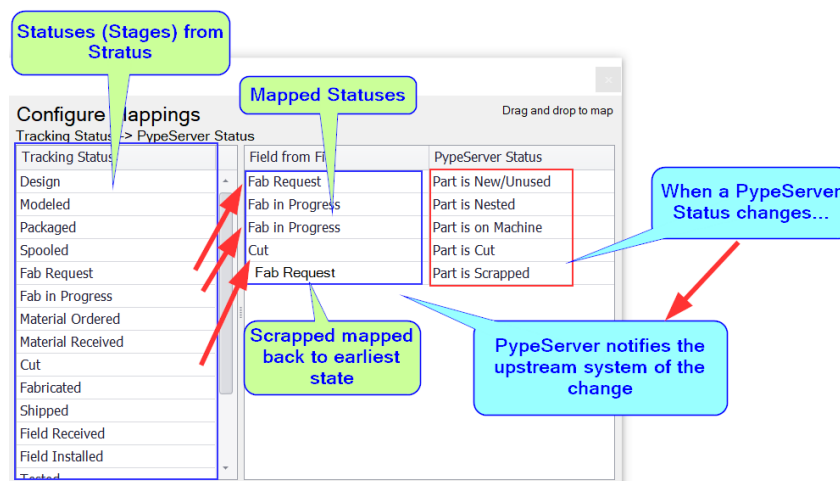 Statuses (Stages) from
Stratus
Mapped Statuses
Configure Mappings
Drag and drop to map
Tracking Status -> PypeServer Status
Tracking Status
Field from Fi
PypeServer Status
Design
Modeled
Packaged
Spooled
Fab Request
Fab in Progress
Material Ordered
Material Received
Cut
Fabricated
Shipped
Field Received
Field Installed
Tested
Fab Request
Part is New/Unused
Fab in Progress
Part is Nested
Fab in Progress
Part is on Machine
Cut
Part is Cut
Fab Request
Part is Scrapped
When a PypeServer
Status changes...
Scrapped mapped
back to earliest
state
PypeServer notifies the
upstream system of the
change